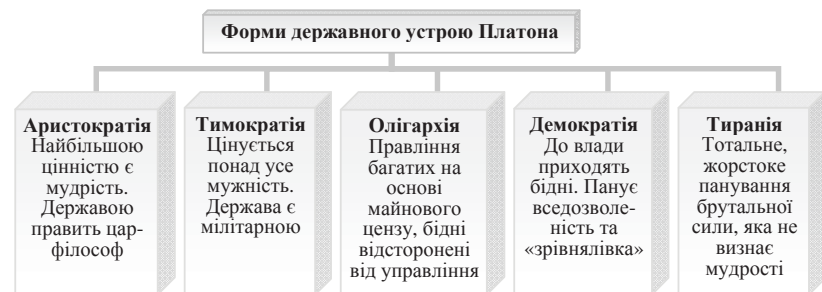 Форми державного устрою Платона
Аристократія
Найбільшою
цінністю є
мудрість.
Державою
править цар-
філософ
Тимократія
Цінується
понад усе
мужність.
Держава є
мілітарною
Олігархія
Правління
багатих на
основі
майнового
цензу, бідні
відсторонені
від управління
Демократія
До влади
приходять
бідні. Панує
вседозволе-
ність та
«зрівнялівка»
Тиранія
Тотальне,
жорстоке
панування
брутальної
сили, яка не
визнає
мудрості